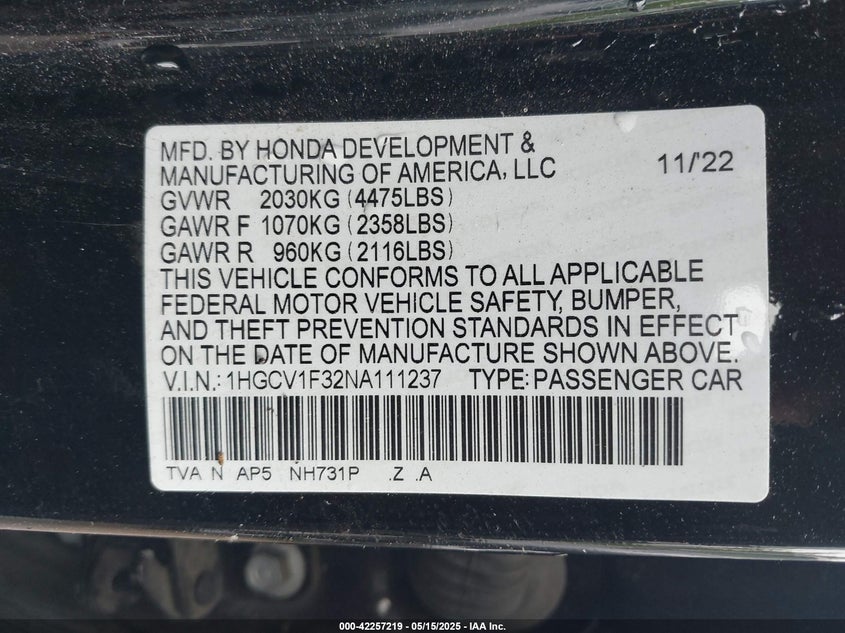 MFD. BY HONDA DEVELOPMENT &
MANUFACTURING OF AMERICA, LLC 11/'22
GVWR 2030KG (4475LBS)
GAWR F 1070KG (2358LBS)
GAWR R 960KG (2116LBS)
THIS VEHICLE CONFORMS TO ALL APPLICABLE
FEDERAL MOTOR VEHICLE SAFETY, BUMPER,
AND THEFT PREVENTION STANDARDS IN EFFECT
ON THE DATE OF MANUFACTURE SHOWN ABOVE.
V.I.N.: 1HGCV1F32NA111237 TYPE: PASSENGER CAR
TVA N AP5 NH731P .Z .A
000-42257219 - 05/15/2025 - IAA Inc.